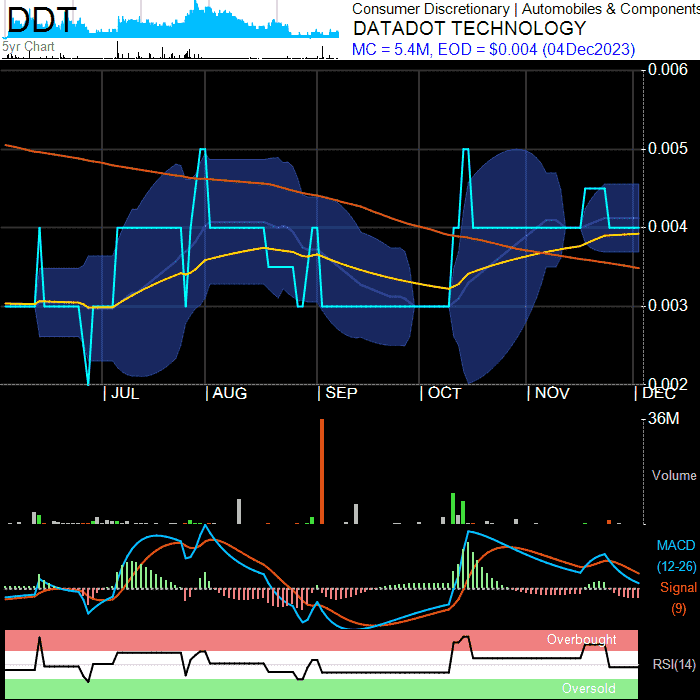 DDT
5yr Chart
Consumer Discretionary | Automobiles & Components
DATADOT TECHNOLOGY
MC = 5.4M, EOD = $0.004 (04Dec2023)
0.006
0.005
0.004
0.003
0.002
JUL
AUG
SEP
OCT
NOV
DEC
36M
Volume
MACD
(12-26)
Signal
(9)
Overbought
RSI(14)
Oversold